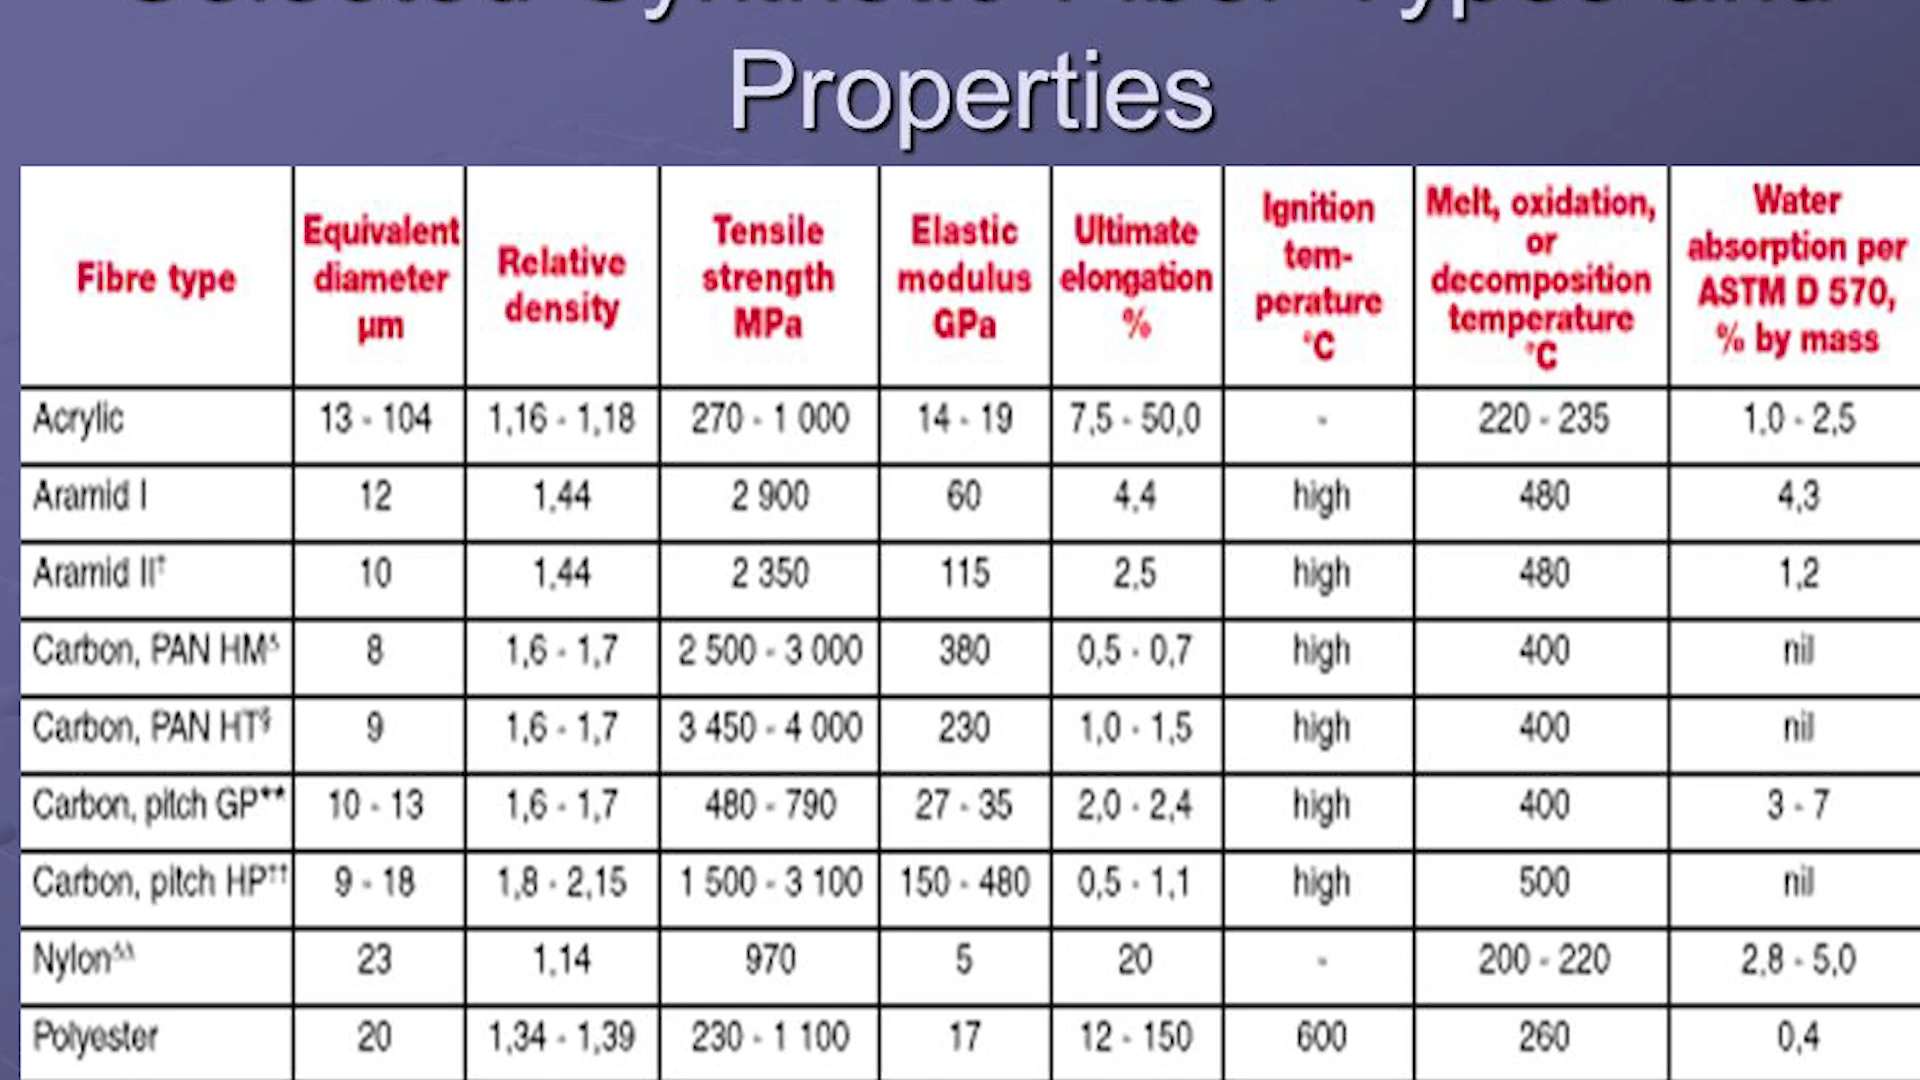 Selected Synthetic Fiber Types and
Properties
Fibre type Equivalent diameter µm Relative density Tensile strength MPa Elastic modulus GPa Ultimate elongation % Ignition tem-perature °C Melt, oxidation, or decomposition temperature °C Water absorption per ASTM D 570, % by mass
Acrylic 13 - 104 1,16 - 1,18 270 - 1 000 14 - 19 7,5 - 50,0 - 220 - 235 1,0 - 2,5
Aramid I 12 1,44 2 900 60 4,4 high 480 4,3
Aramid II† 10 1,44 2 350 115 2,5 high 480 1,2
Carbon, PAN HM 8 1,6 - 1,7 2 500 - 3 000 380 0,5 - 0,7 high 400 nil
Carbon, PAN HT§ 9 1,6 - 1,7 3 450 - 4 000 230 1,0 - 1,5 high 400 nil
Carbon, pitch GP** 10 - 13 1,6 - 1,7 480 - 790 27 - 35 2,0 - 2,4 high 400 3 - 7
Carbon, pitch HP†† 9 - 18 1,8 - 2,15 1 500 - 3 100 150 - 480 0,5 - 1,1 high 500 nil
Nylon 23 1,14 970 5 20 - 200 - 220 2,8 - 5,0
Polyester 20 1,34 - 1,39 230 - 1 100 17 12 - 150 600 260 0,4